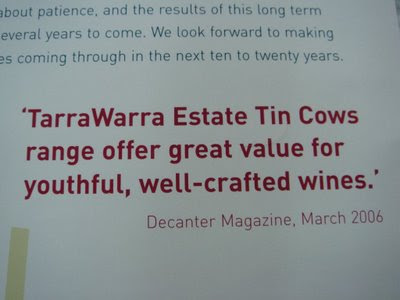 about patience, and the results of this long term
several years to come. We look forward to making
es coming through in the next ten to twenty years.
'TarraWarra Estate Tin Cows
range offer great value for
youthful, well-crafted wines.'
Decanter Magazine, March 2006